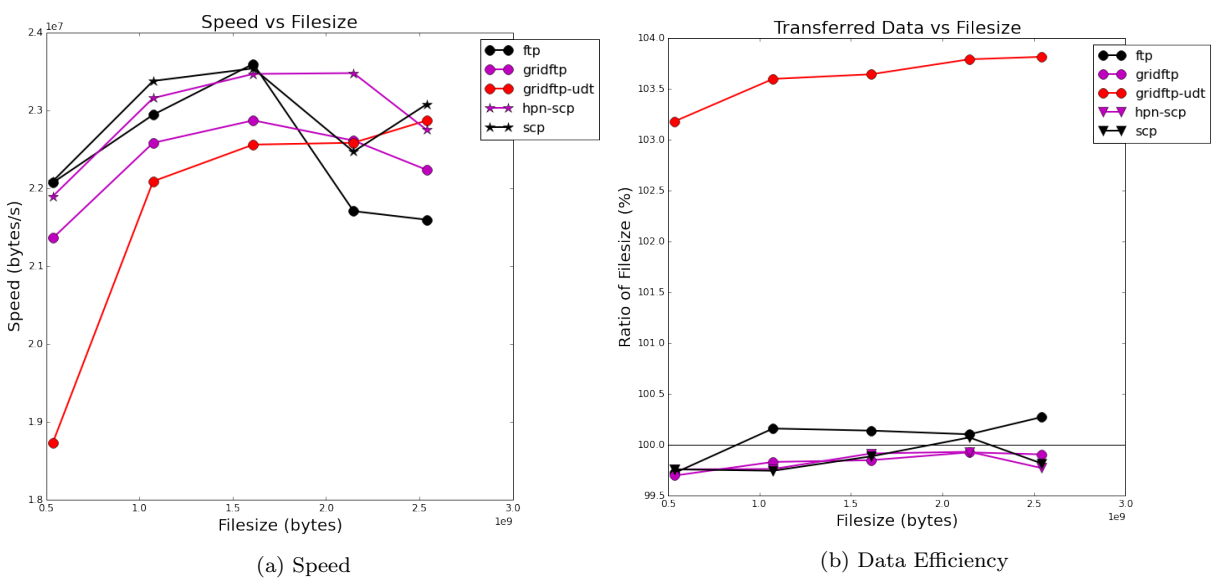 Speed vs Filesize
1e7
2.4
2.3
2.2
2.1
2.0
1.9
1.8
Speed (bytes/s)
0.5
1.0
1.5
2.0
2.5
3.0
1e9
Filesize (bytes)
ftp
gridftp
gridftp-udt
hpn-scp
scp
(a) Speed
Transferred Data vs Filesize
104.0
103.5
103.0
102.5
102.0
101.5
101.0
100.5
100.0
99.5
Ratio of Filesize (%)
0.5
1.0
1.5
2.0
2.5
3.0
1e9
Filesize (bytes)
ftp
gridftp
gridftp-udt
hpn-scp
scp
(b) Data Efficiency